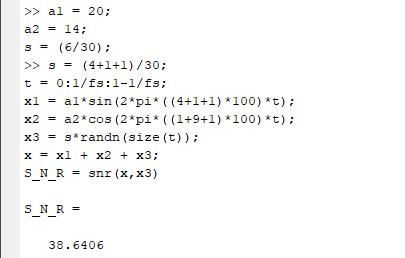 >> a1 = 20;
a2 = 14;
s = (6/30);
>> s = (4+1+1)/30;
t = 0:1/fs:1-1/fs;
x1 = a1*sin(2*pi*((4+1+1)*100)*t);
x2 = a2*cos(2*pi*((1+9+1)*100)*t);
x3 = s*randn(size(t));
x = x1 + x2 + x3;
S_N_R = snr(x,x3)
S_N_R =
38.6406